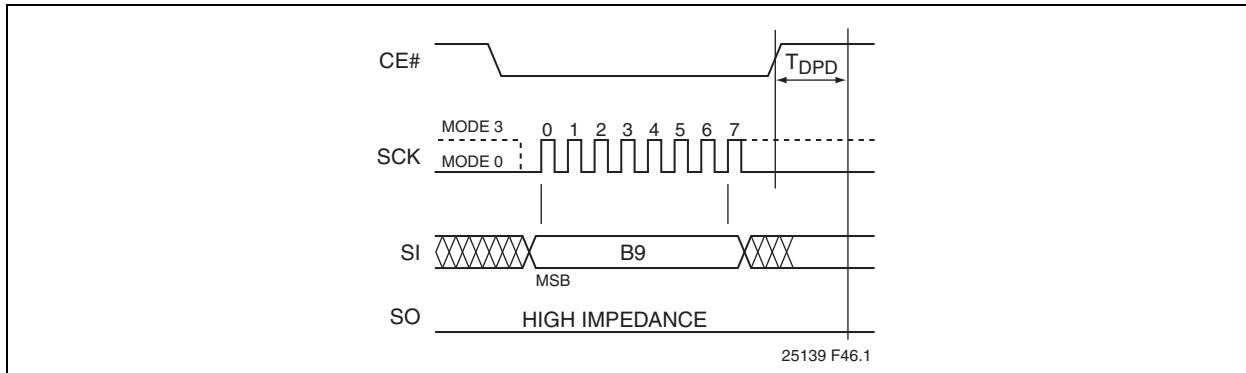 CE#
TDPD
MODE 3
0 1 2 3 4 5 6 7
SCK
MODE 0
SI
B9
MSB
SO
HIGH IMPEDANCE
25139 F46.1